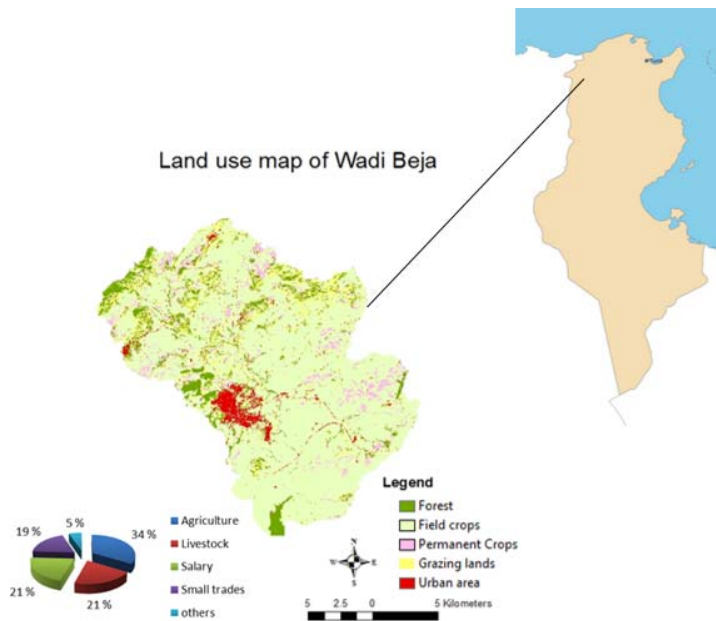 Land use map of Wadi Beja
Legend
Forest
Field crops
Permanent Crops
Grazing lands
Urban area
5 %
19 %
34 %
21 %
21 %
Agriculture
Livestock
Salary
Small trades
others
N
W E
S
5 2.5 0 5 Kilometers